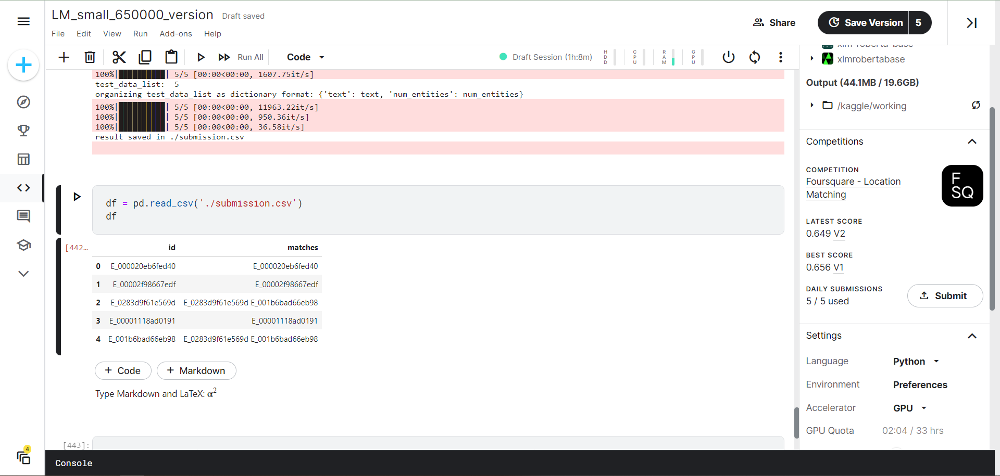 LM_small_650000_version Draft saved
File Edit View Run Add-ons Help
Share
Save Version 5
Run All
Code
Draft Session (1h:8m)
HDD
CPU
RAM
GPU
100%|██████████| 5/5 [00:00<00:00, 1607.75it/s]
test_data_list: 5
organizing test_data_list as dictionary format: {'text': text, 'num_entities': num_entities}
100%|██████████| 5/5 [00:00<00:00, 11963.22it/s]
100%|██████████| 5/5 [00:00<00:00, 950.36it/s]
100%|██████████| 5/5 [00:00<00:00, 36.58it/s]
result saved in ./submission.csv
df = pd.read_csv('./submission.csv')
df
[442...
id matches
0 E_000020eb6fed40 E_000020eb6fed40
1 E_00002f98667edf E_00002f98667edf
2 E_0283d9f61e569d E_0283d9f61e569d E_001b6bad66eb98
3 E_00001118ad0191 E_00001118ad0191
4 E_001b6bad66eb98 E_0283d9f61e569d E_001b6bad66eb98
+ Code + Markdown
Type Markdown and LaTeX: α²
[443]:
4
Console
xlmrobertabase
Output (44.1MB / 19.6GB)
/kaggle/working
Competitions
COMPETITION
Foursquare - Location
Matching
F
SQ
LATEST SCORE
0.649 V2
BEST SCORE
0.656 V1
DAILY SUBMISSIONS
5 / 5 used
Submit
Settings
Language Python
Environment Preferences
Accelerator GPU
GPU Quota 02:04 / 33 hrs